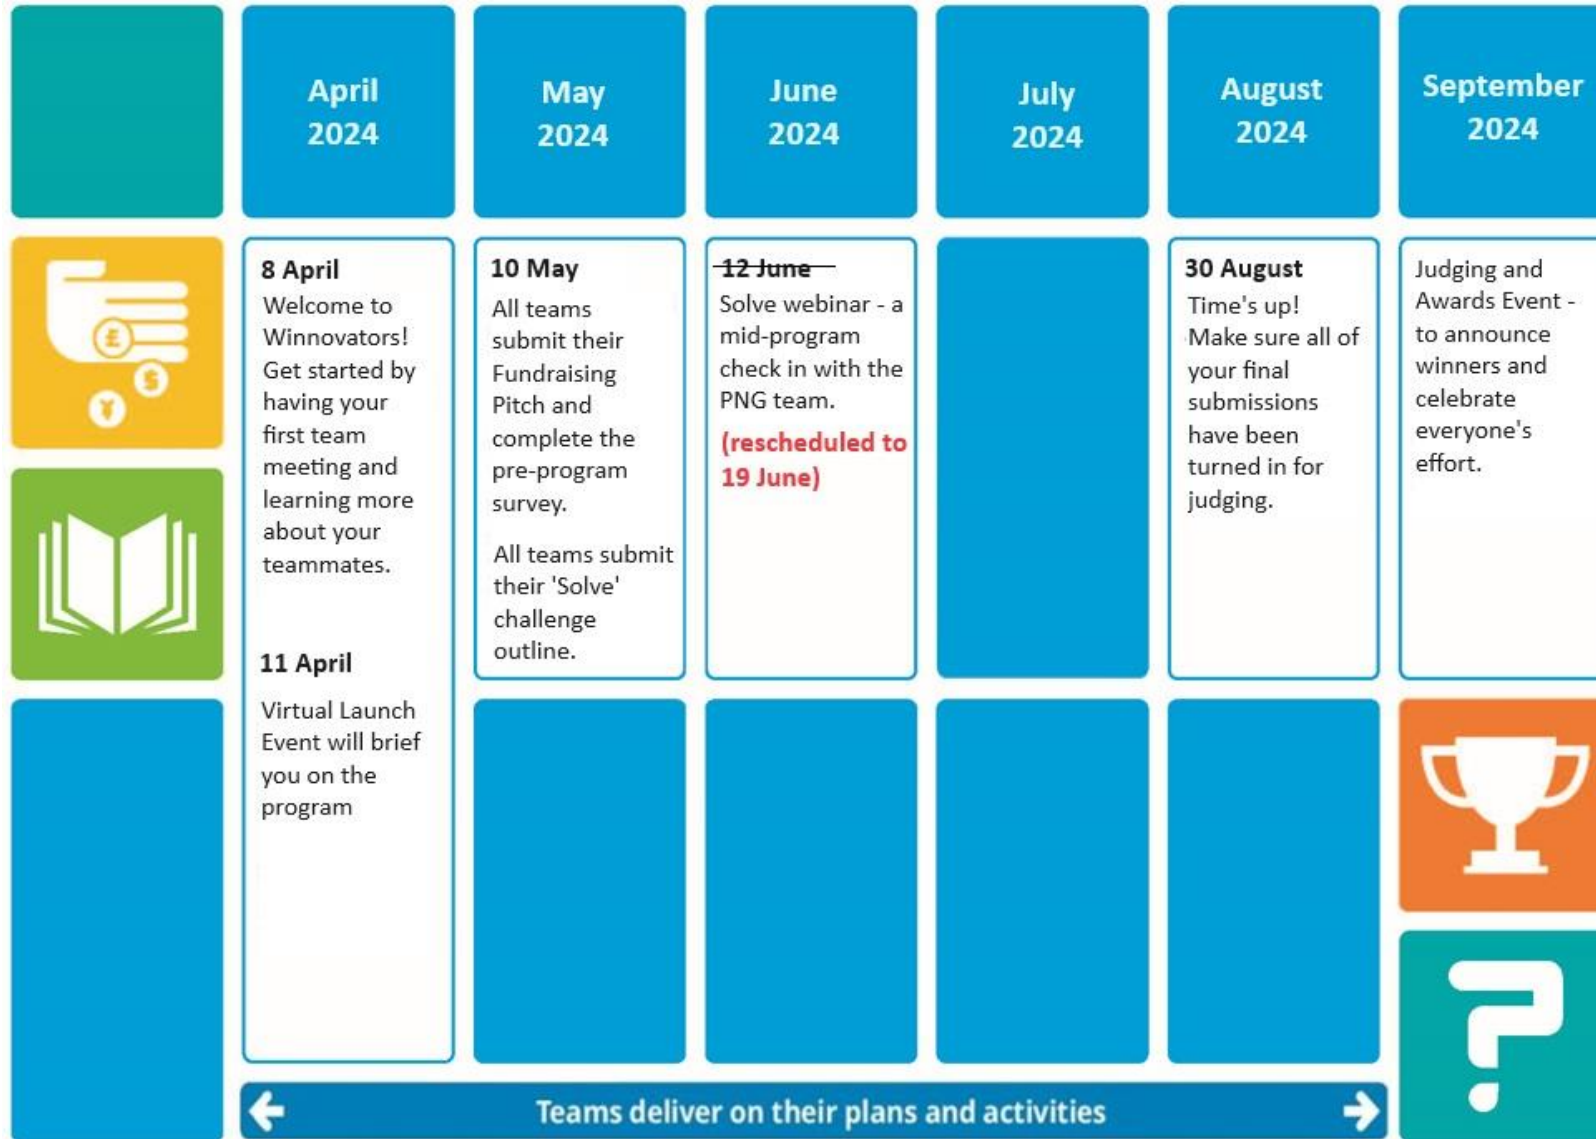 April
2024
May
2024
June
2024
July
2024
August
2024
September
2024
8 April
Welcome to
Winnovators!
Get started by
having your
first team
meeting and
learning more
about your
teammates.
11 April
Virtual Launch
Event will brief
you on the
program
10 May
All teams
submit their
Fundraising
Pitch and
complete the
pre-program
survey.
All teams submit
their 'Solve'
challenge
outline.
12 June
Solve webinar - a
mid-program
check in with the
PNG team.
(rescheduled to
19 June)
30 August
Time's up!
Make sure all of
your final
submissions
have been
turned in for
judging.
Judging and
Awards Event -
to announce
winners and
celebrate
everyone's
effort.
£
$
¥
?
Teams deliver on their plans and activities